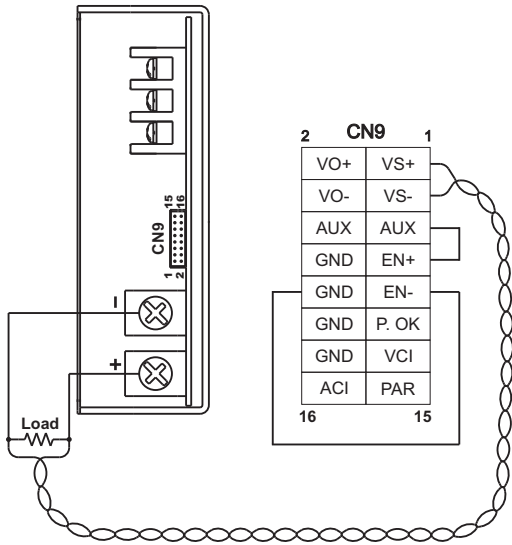 CN9
15
16
1
2
-
+
Load
CN9
2 1
VO+ VS+
VO- VS-
AUX AUX
GND EN+
GND EN-
GND P. OK
GND VCI
ACI PAR
16 15